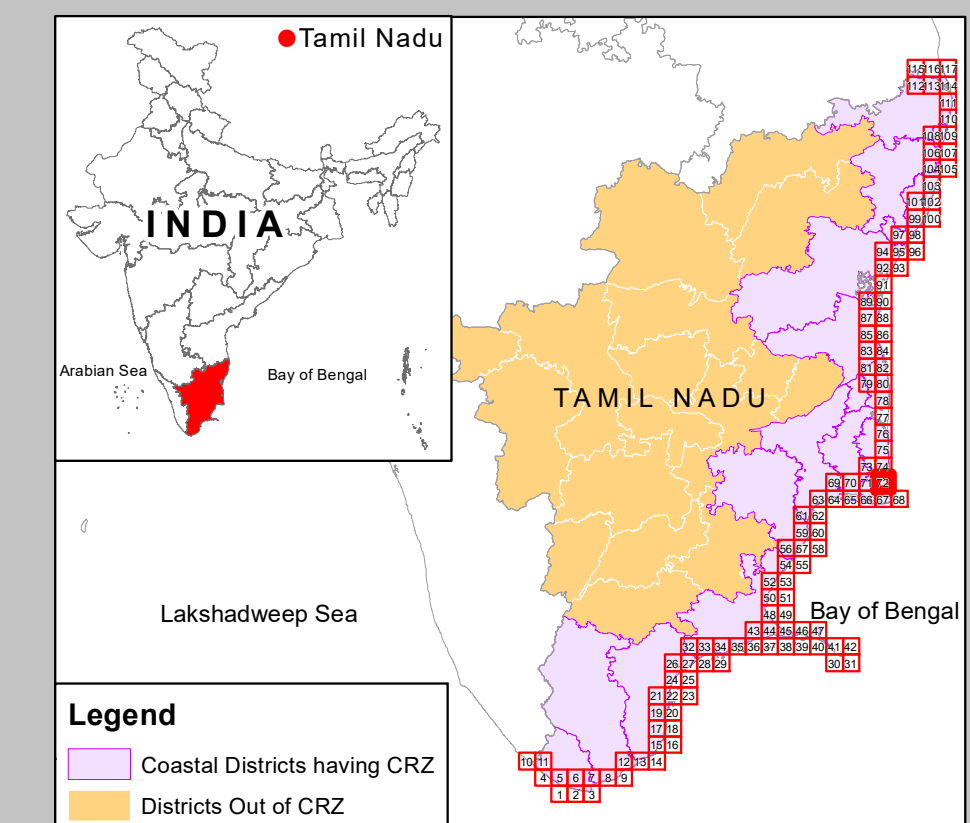 Tamil Nadu
INDIA
Arabian Sea
Bay of Bengal
115 116 117
112 113 114
111
110
108 109
106 107
104 105
103
101 102
99 100
97 98
94 95 96
92 93
91
89 90
87 88
85 86
83 84
81 82
79 80
TAMIL NADU
78
77
76
75
73 74
69 70 71 72
63 64 65 66 67 68
61 62
59 60
56 57 58
54 55
52 53
50 51
Lakshadweep Sea
Bay of Bengal
48 49
43 44 45 46 47
32 33 34 35 36 37 38 39 40 41 42
26 27 28 29 30 31
24 25
21 22 23
19 20
17 18
15 16
10 11 12 13 14
4 5 6 7 8 9
1 2 3
Legend
Coastal Districts having CRZ
Districts Out of CRZ